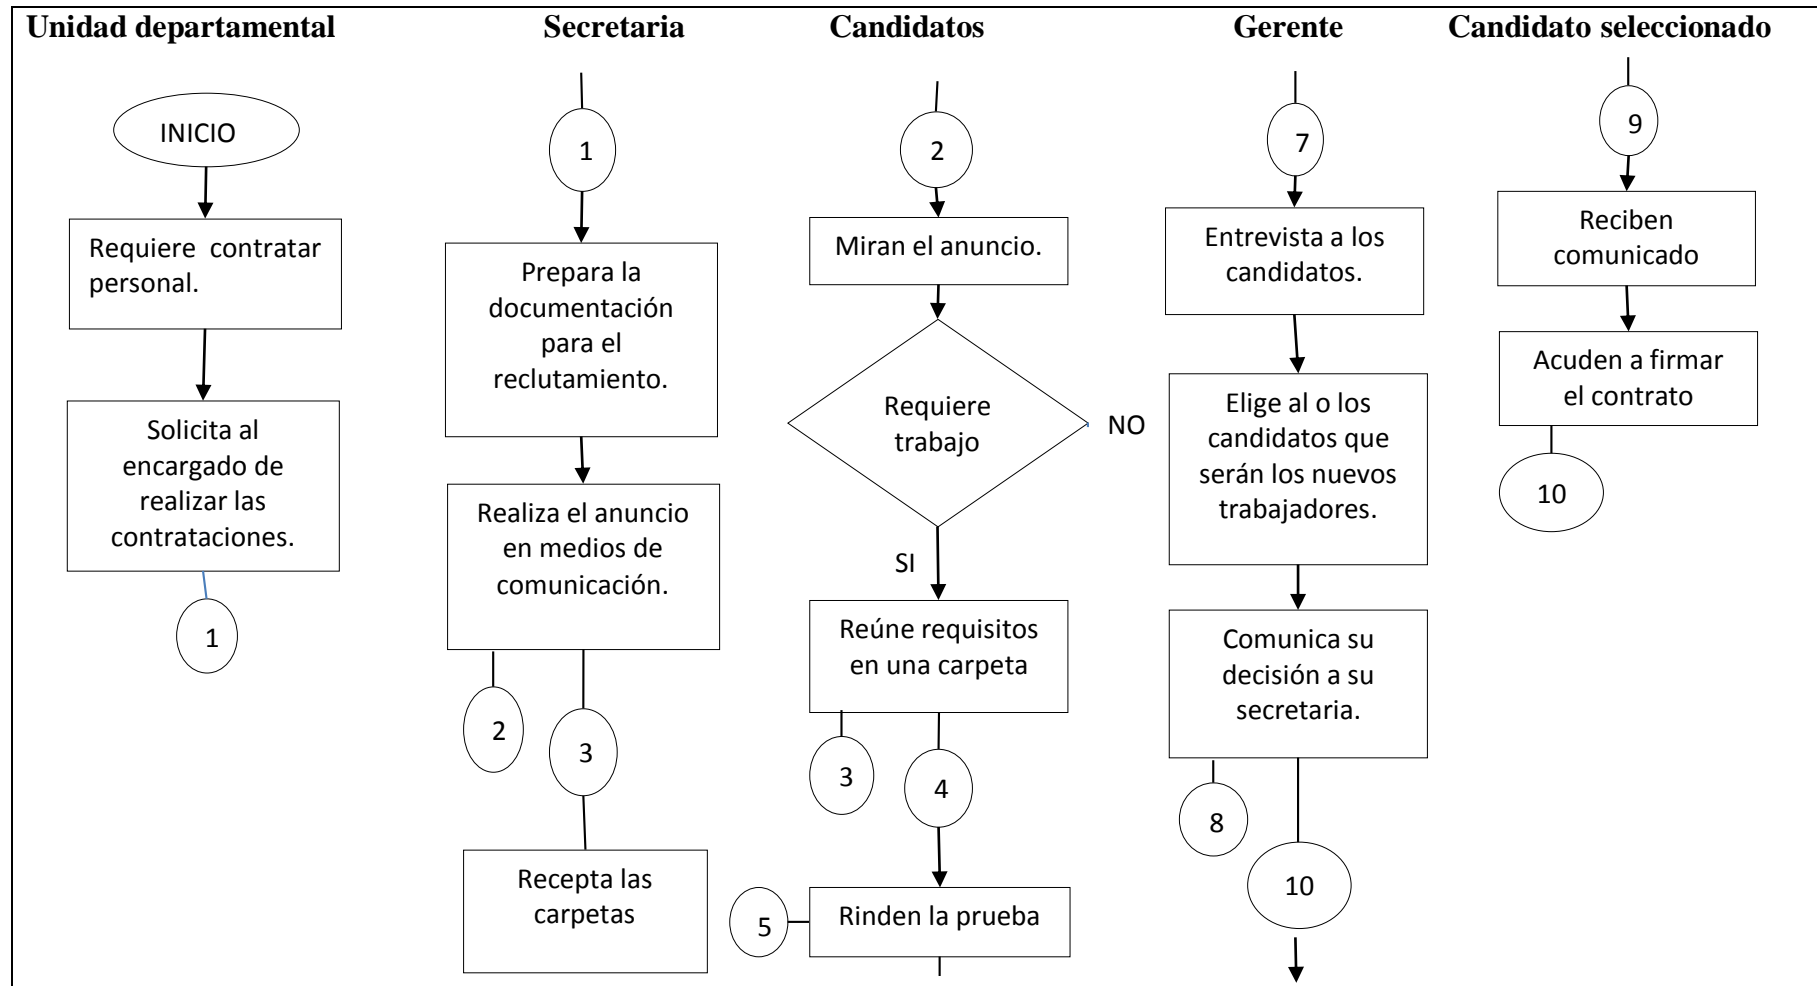 Unidad departamental
Secretaria
Candidatos
Gerente
Candidato seleccionado
INICIO
Requiere contratar
personal.
Solicita al
encargado de
realizar las
contrataciones.
1
1
Prepara la
documentación
para el
reclutamiento.
Realiza el anuncio
en medios de
comunicación.
2
3
Recepta las
carpetas
2
Miran el anuncio.
Requiere
trabajo
NO
SI
Reúne requisitos
en una carpeta
3
4
5
Rinden la prueba
7
Entrevista a los
candidatos.
Elige al o los
candidatos que
serán los nuevos
trabajadores.
Comunica su
decisión a su
secretaria.
8
10
9
Reciben
comunicado
Acuden a firmar
el contrato
10